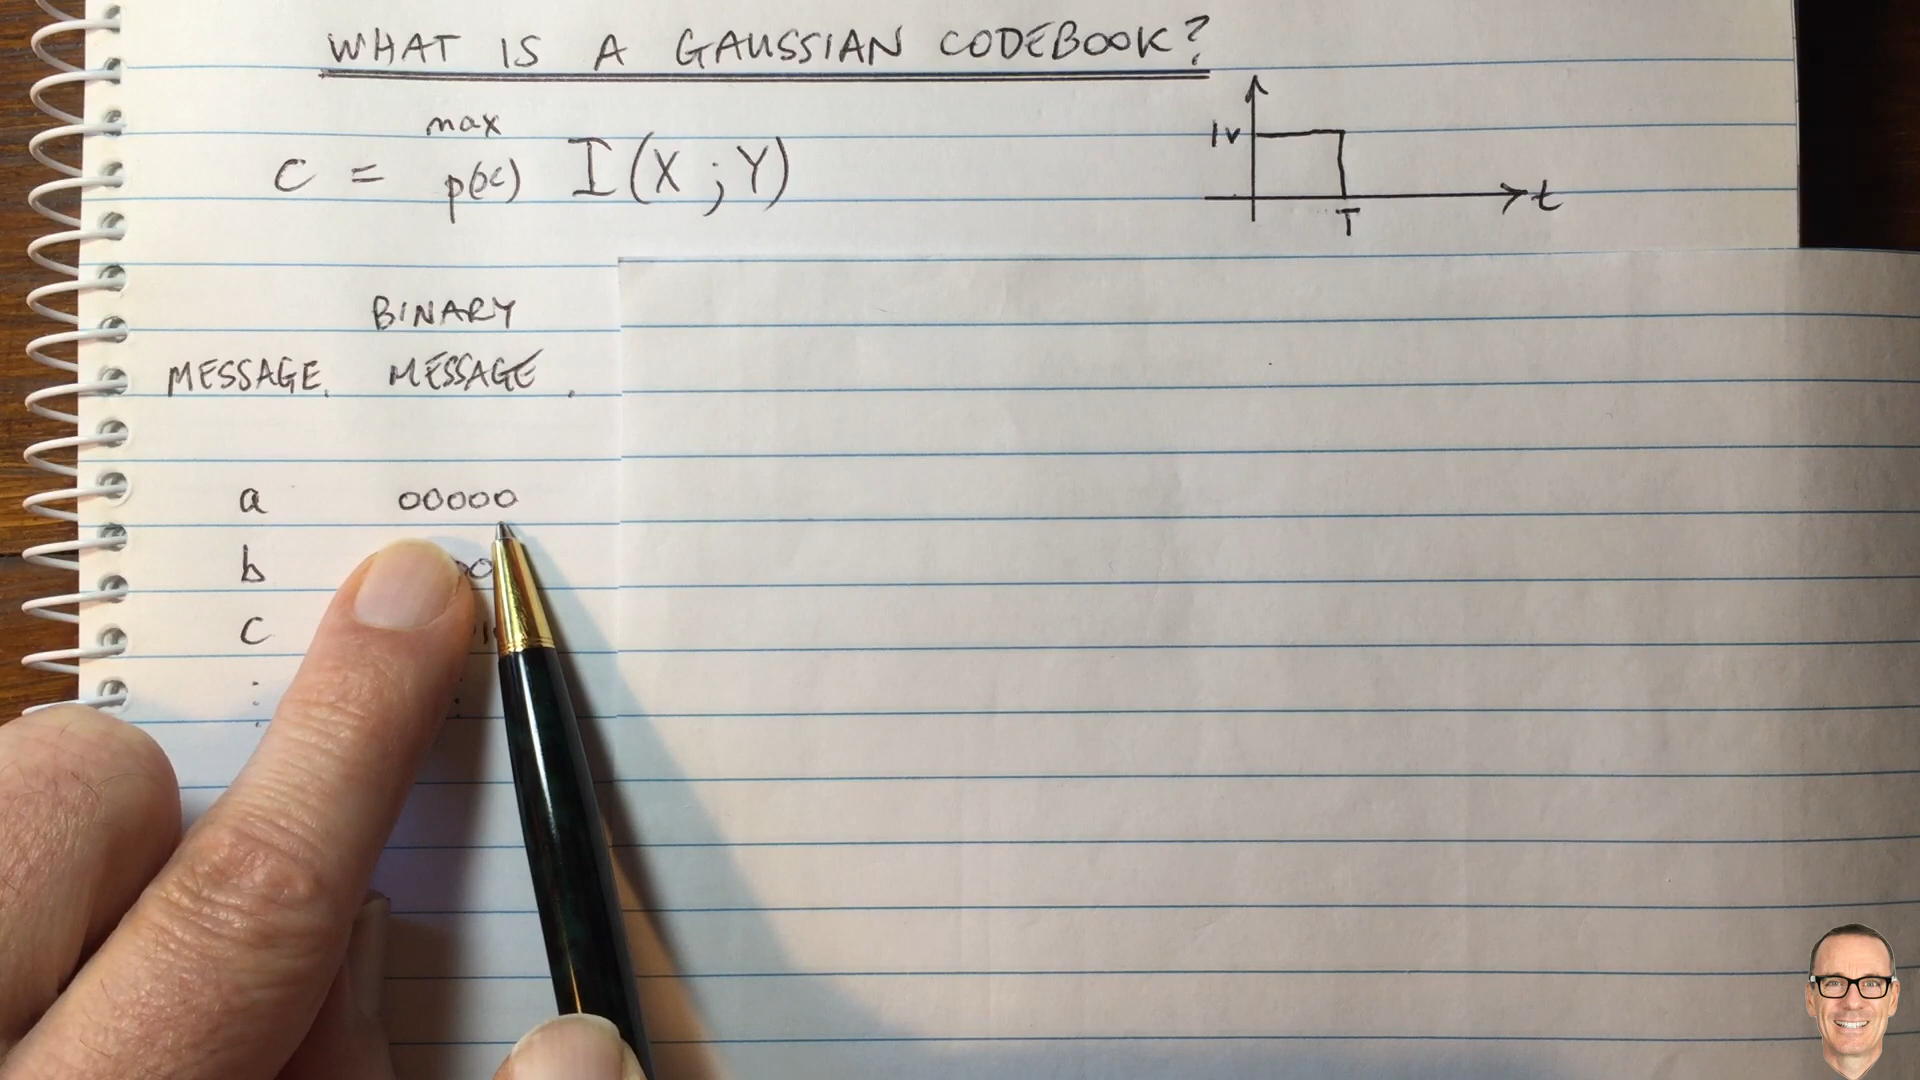 WHAT IS A GAUSSIAN CODEBOOK?
max
C = p(x) I(X;Y)
1v
t
T
BINARY
MESSAGE. MESSAGE.
a 00000
b
c